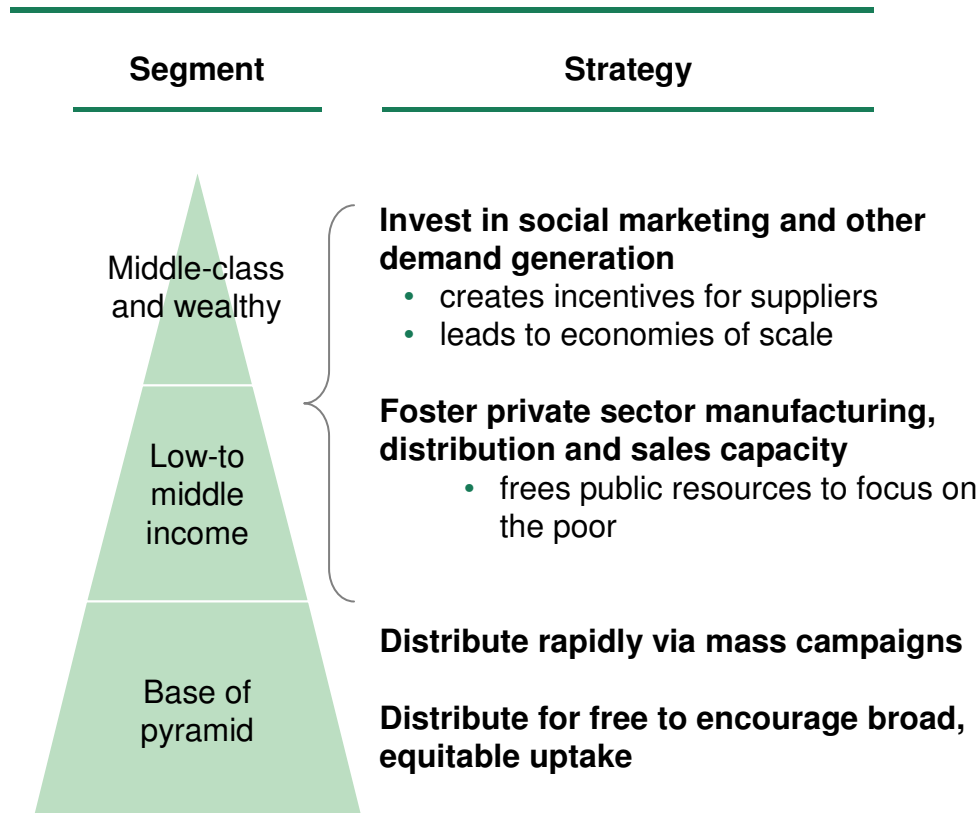 Segment
Strategy
Middle-class
and wealthy
Invest in social marketing and other
demand generation
• creates incentives for suppliers
• leads to economies of scale
Low-to
middle
income
Foster private sector manufacturing,
distribution and sales capacity
• frees public resources to focus on
the poor
Base of
pyramid
Distribute rapidly via mass campaigns
Distribute for free to encourage broad,
equitable uptake